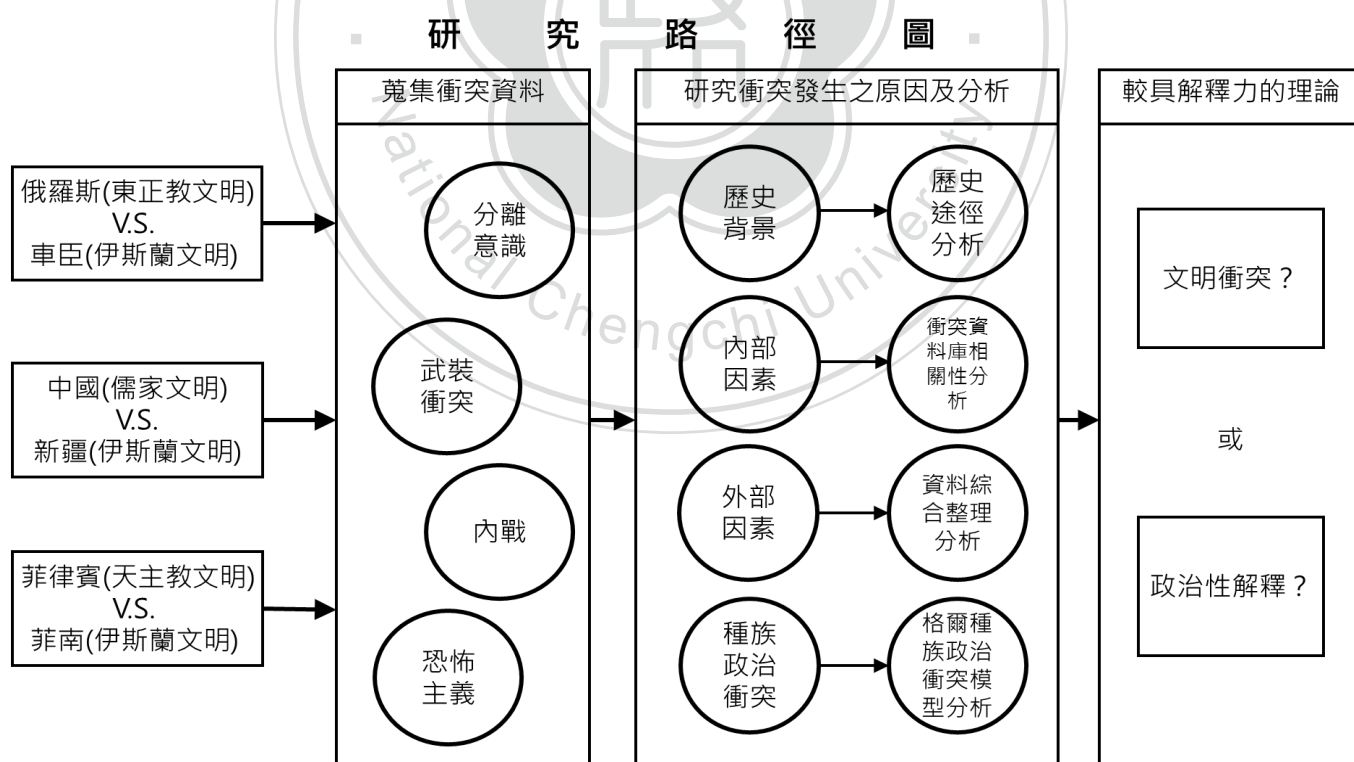 研究路徑圖
蒐集衝突資料
研究衝突發生之原因及分析
較具解釋力的理論
俄羅斯(東正教文明)
V.S.
車臣(伊斯蘭文明)
中國(儒家文明)
V.S.
新疆(伊斯蘭文明)
菲律賓(天主教文明)
V.S.
菲南(伊斯蘭文明)
分離
意識
武裝
衝突
內戰
恐怖
主義
歷史
背景
歷史
途徑
分析
內部
因素
衝突資
料庫相
關性分
析
外部
因素
資料綜
合整理
分析
種族
政治
衝突
格爾種
族政治
衝突模
型分析
文明衝突？
或
政治性解釋？
National Chengchi University